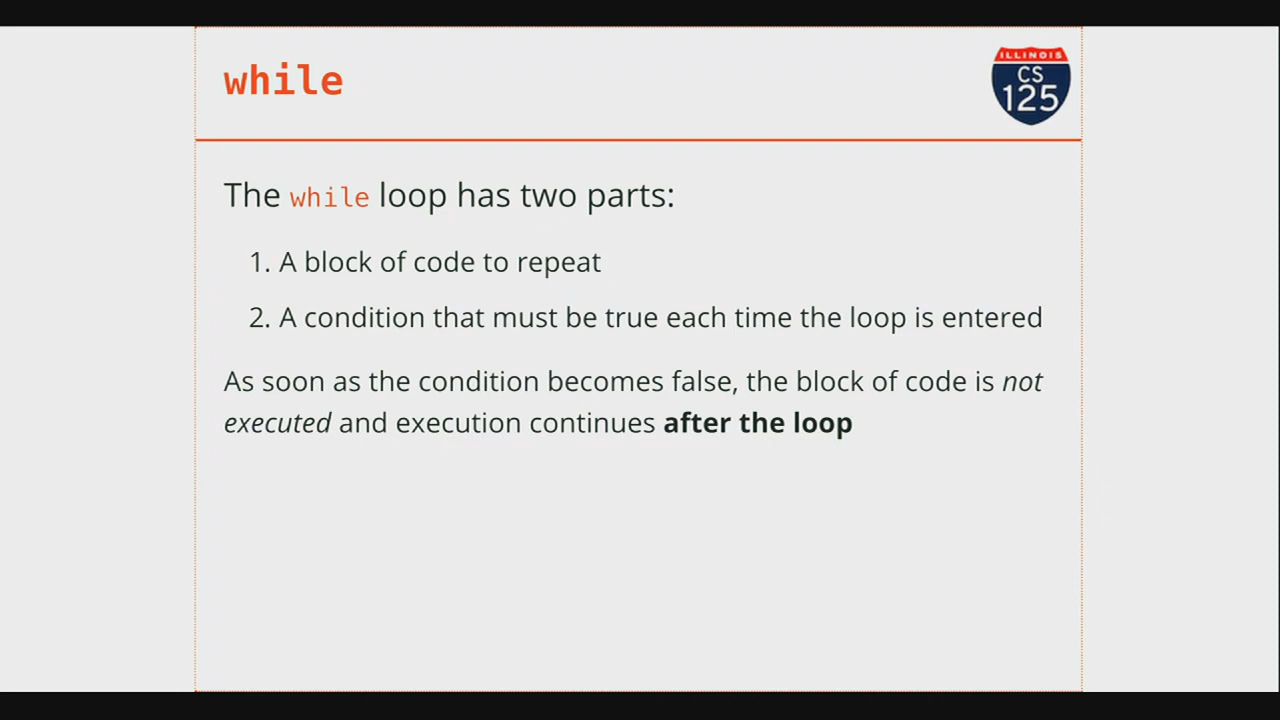 while
ILLINOIS
CS
125
The while loop has two parts:
1. A block of code to repeat
2. A condition that must be true each time the loop is entered
As soon as the condition becomes false, the block of code is not
executed and execution continues after the loop